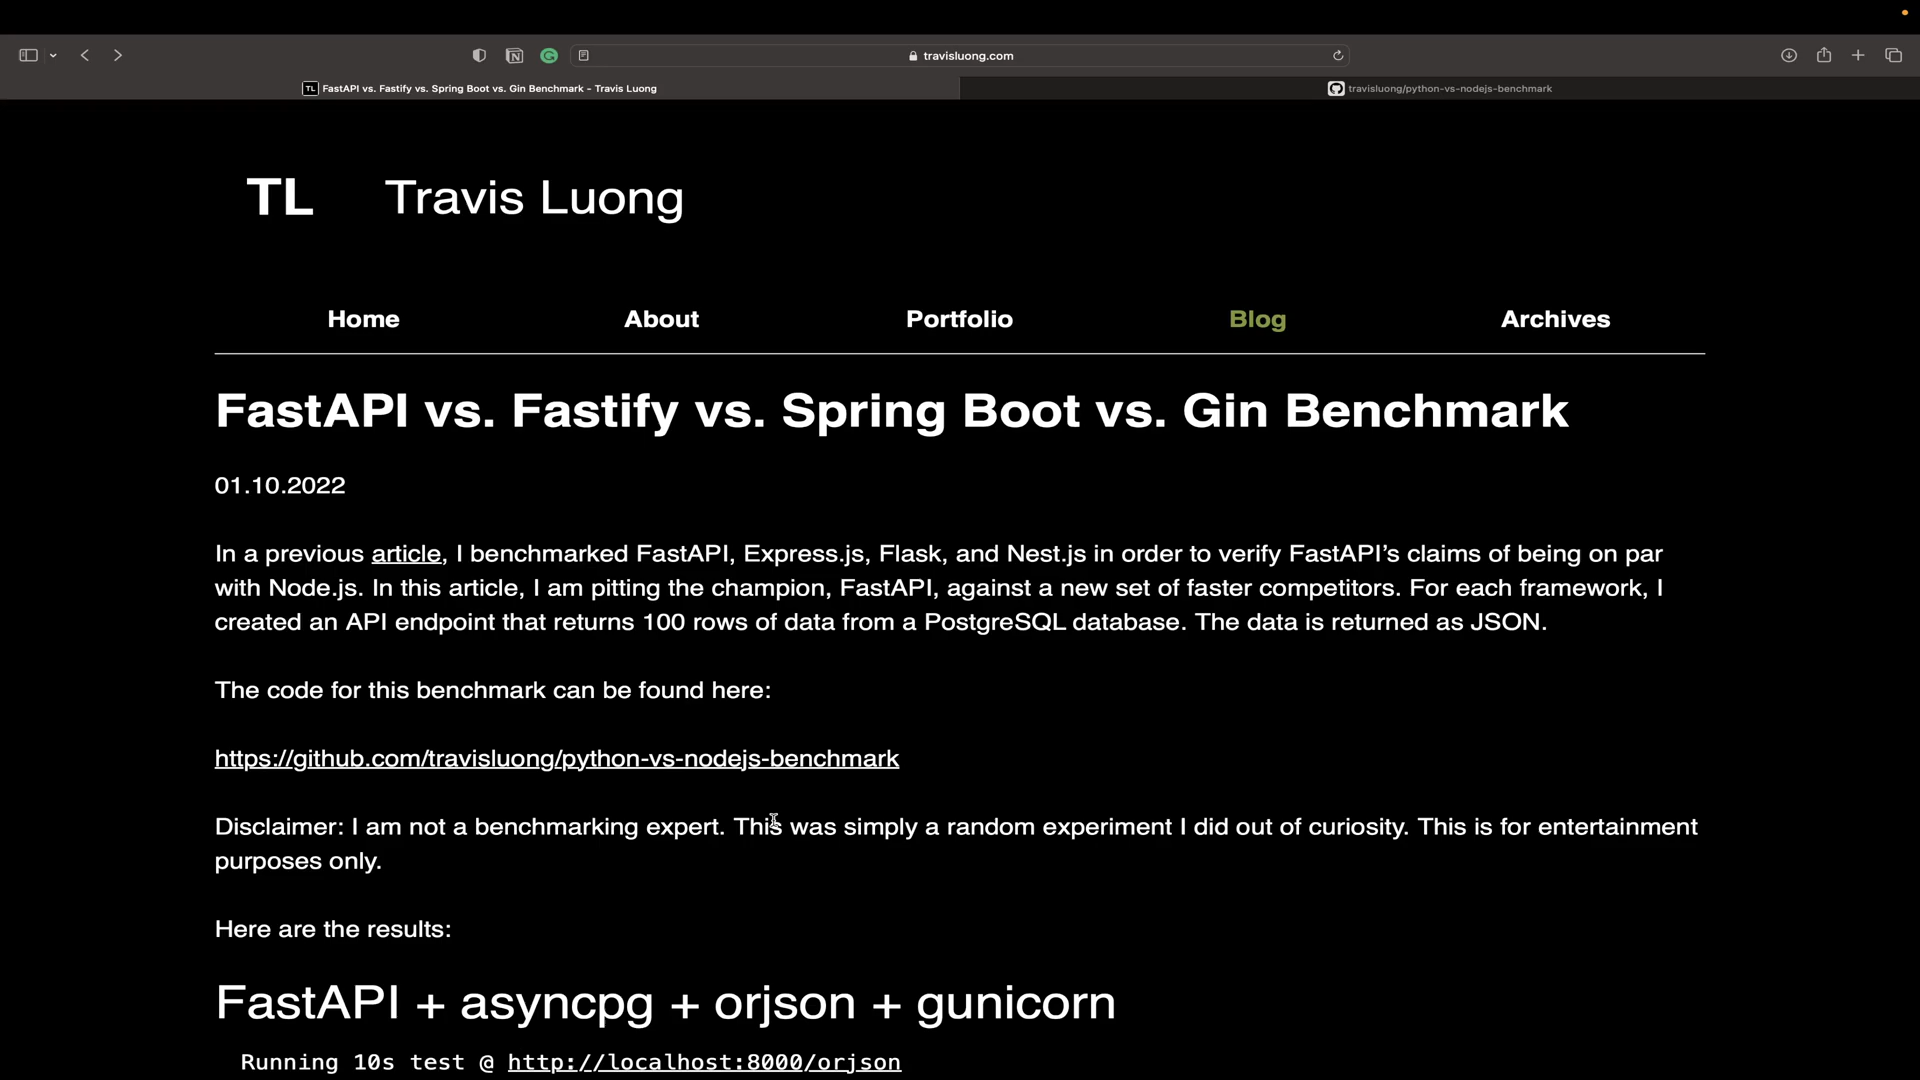 travisluong.com
TL FastAPI vs. Fastify vs. Spring Boot vs. Gin Benchmark – Travis Luong
travisluong/python-vs-nodejs-benchmark
TL Travis Luong
Home About Portfolio Blog Archives
FastAPI vs. Fastify vs. Spring Boot vs. Gin Benchmark
01.10.2022
In a previous article, I benchmarked FastAPI, Express.js, Flask, and Nest.js in order to verify FastAPI’s claims of being on par
with Node.js. In this article, I am pitting the champion, FastAPI, against a new set of faster competitors. For each framework, I
created an API endpoint that returns 100 rows of data from a PostgreSQL database. The data is returned as JSON.
The code for this benchmark can be found here:
https://github.com/travisluong/python-vs-nodejs-benchmark
Disclaimer: I am not a benchmarking expert. This was simply a random experiment I did out of curiosity. This is for entertainment
purposes only.
Here are the results:
FastAPI + asyncpg + orjson + gunicorn
Running 10s test @ http://localhost:8000/orjson